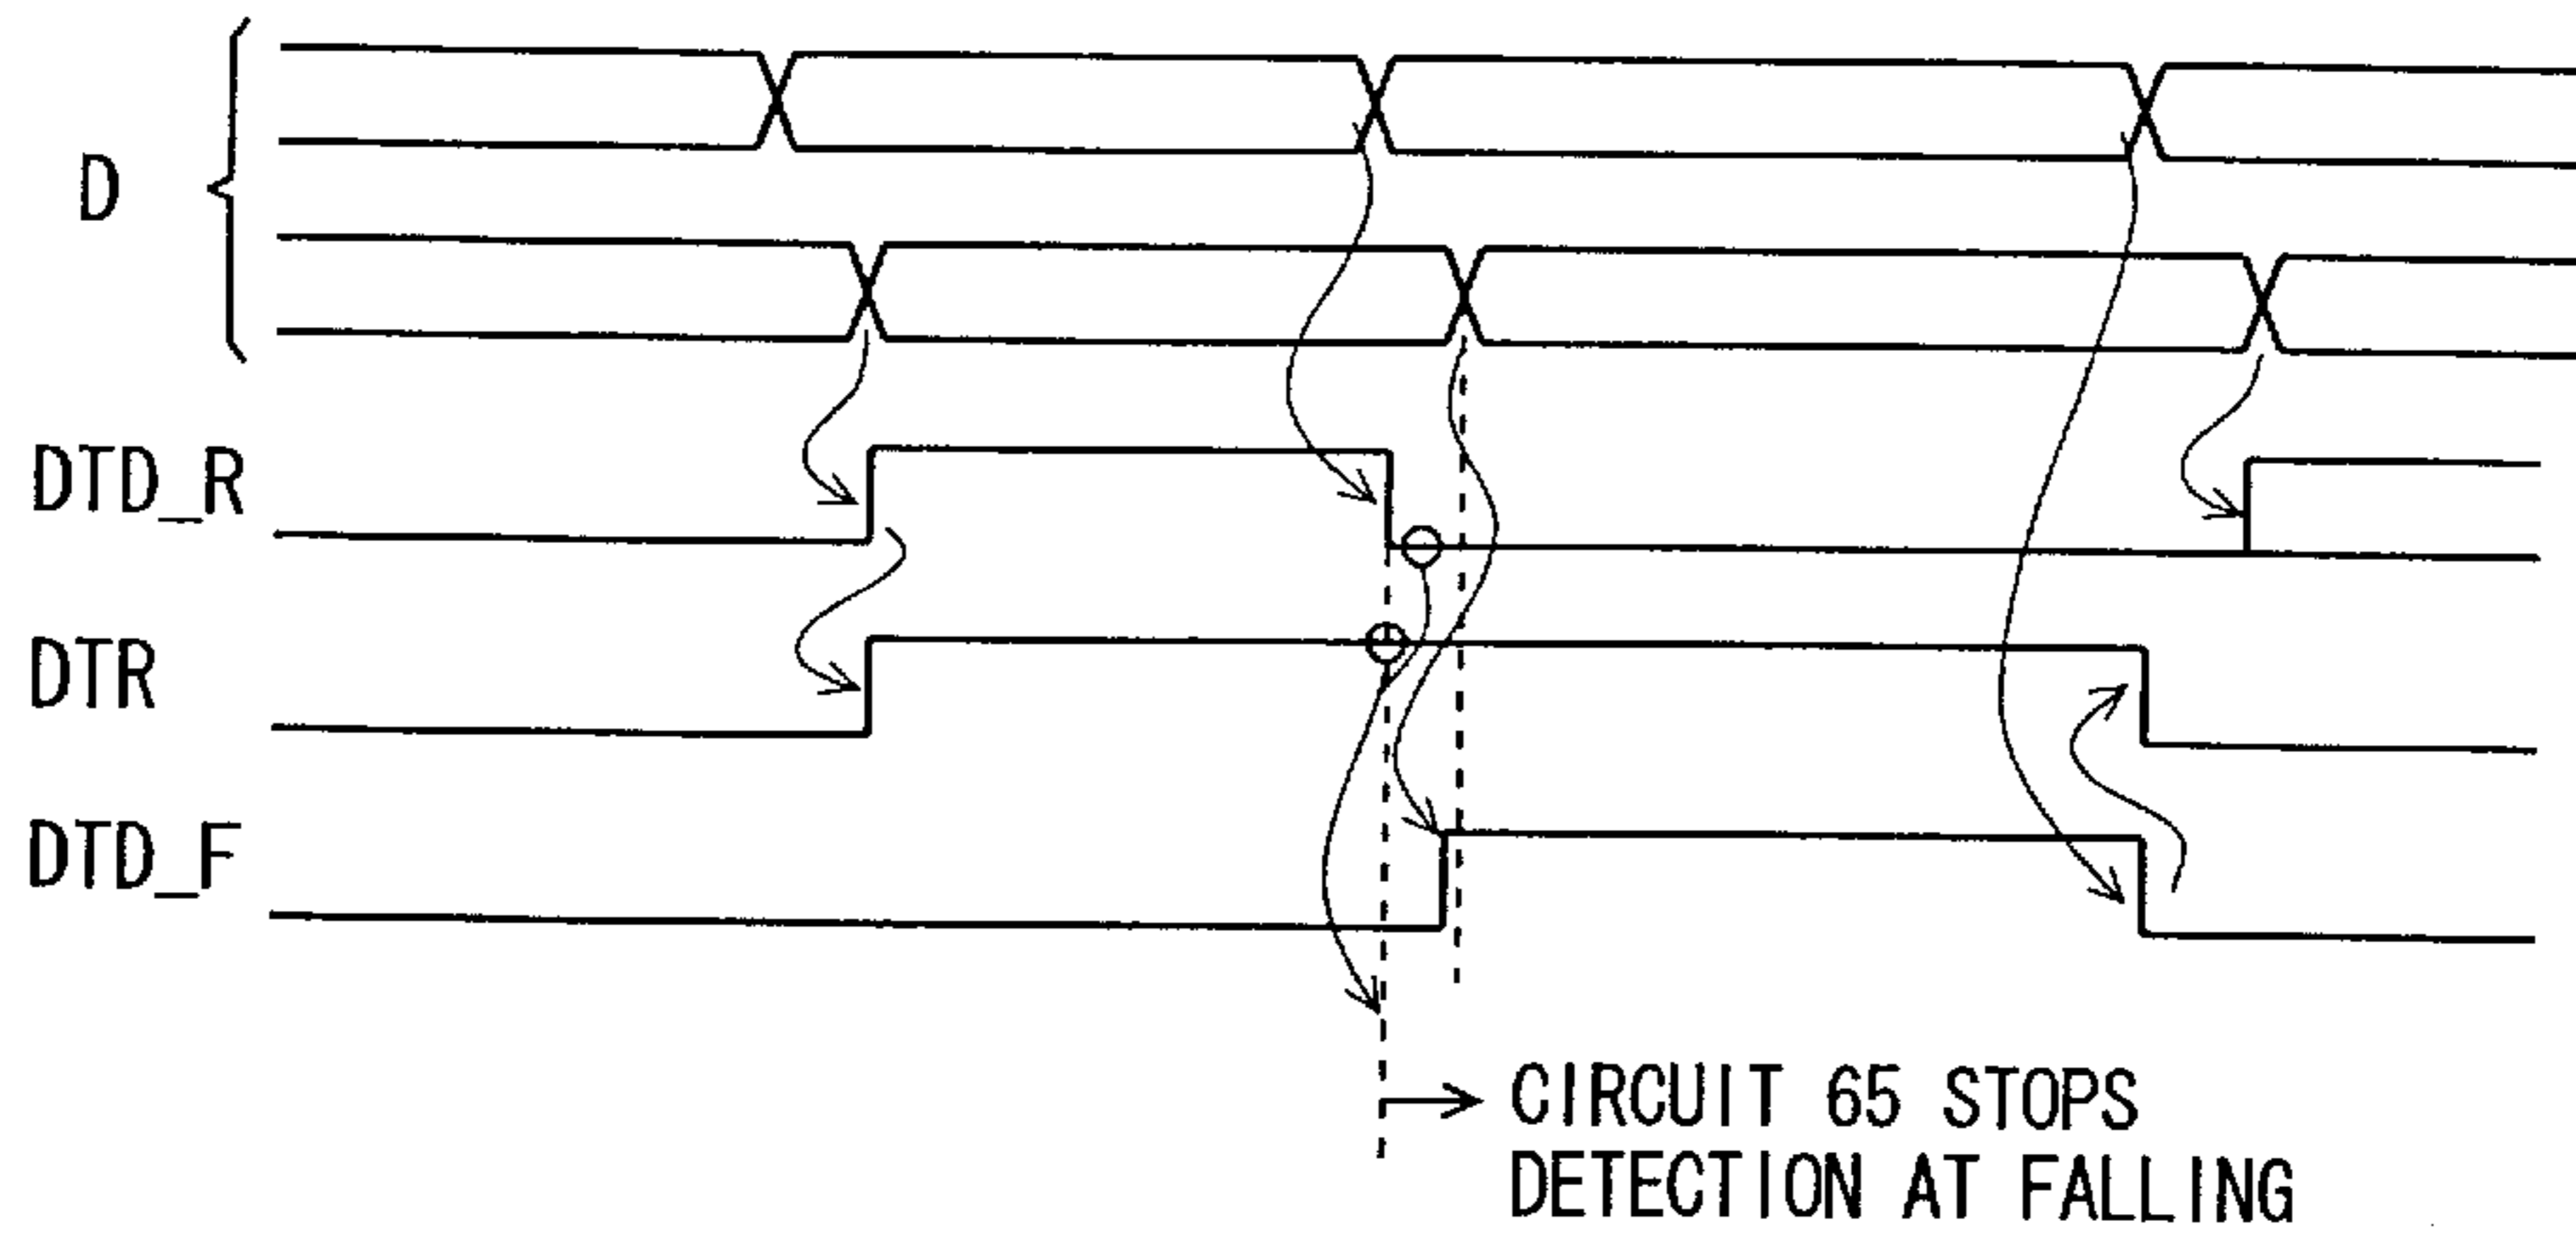 D
DTD_R
DTR
DTD_F
CIRCUIT 65 STOPS
DETECTION AT FALLING